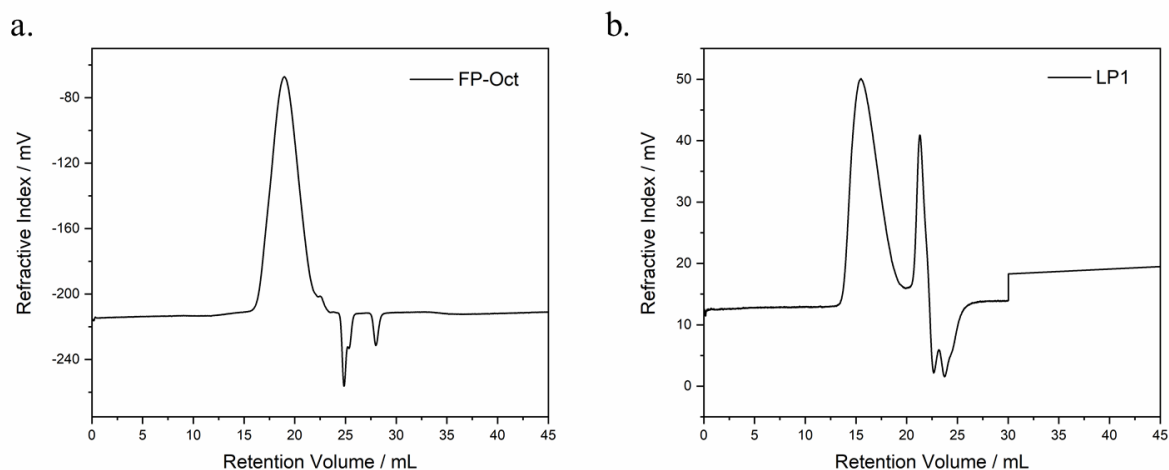 a.
FP-Oct
-80
-120
-160
-200
-240
Refractive Index / mV
0 5 10 15 20 25 30 35 40 45
Retention Volume / mL
b.
LP1
50
40
30
20
10
0
Refractive Index / mV
0 5 10 15 20 25 30 35 40 45
Retention Volume / mL